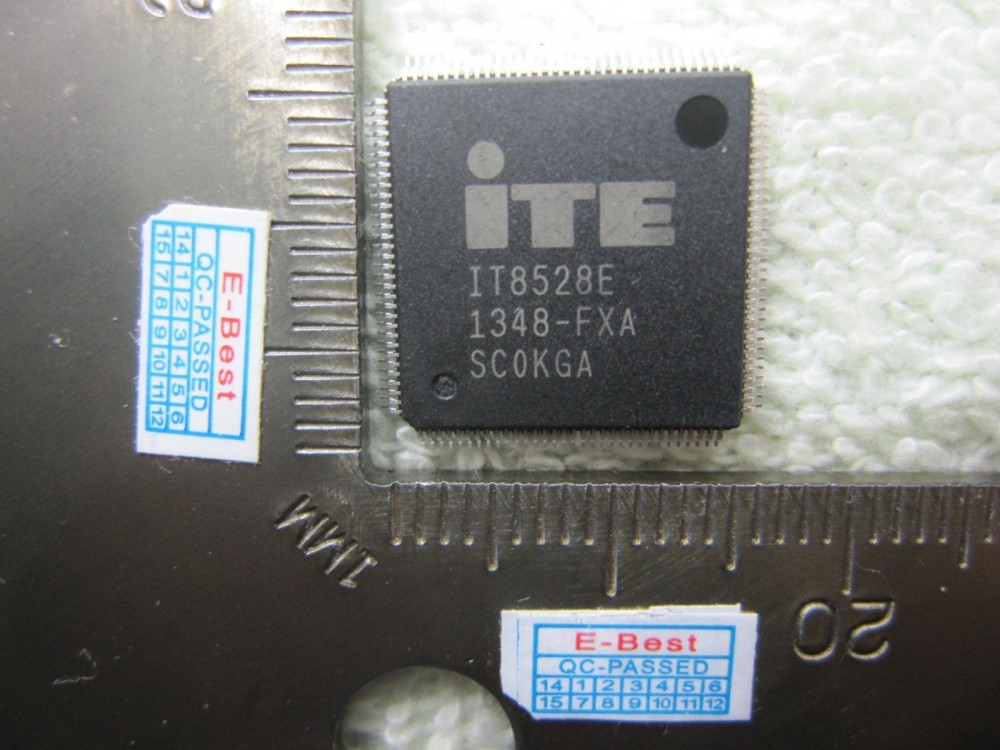 iTE
IT8528E
1348-FXA
SC0KGA
E-Best
QC-PASSED
14 1 2 3 4 5 6
15 7 8 9 10 11 12
1MM
20
E-Best
QC-PASSED
14 1 2 3 4 5 6
15 7 8 9 10 11 12